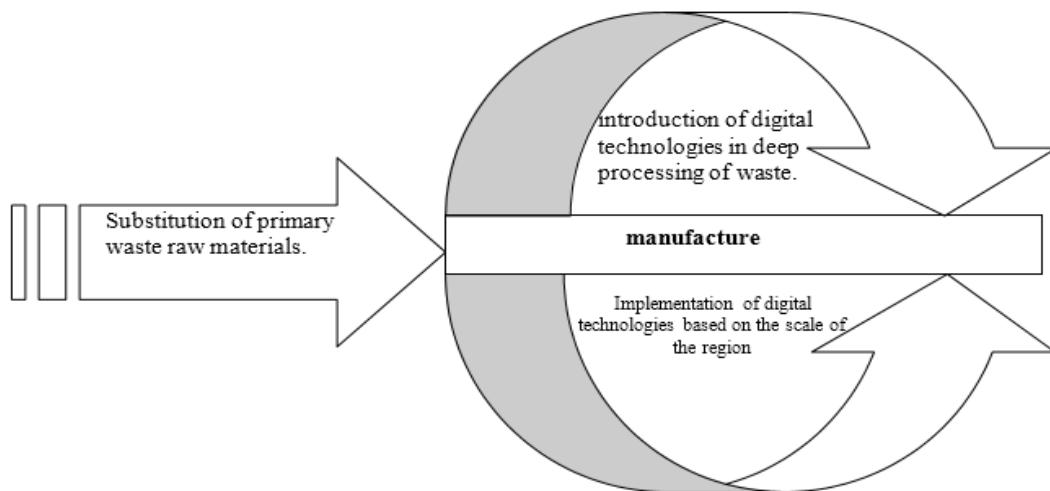 introduction of digital
technologies in deep
processing of waste.
Substitution of primary
waste raw materials.
manufacture
Implementation of digital
technologies based on the scale of
the region